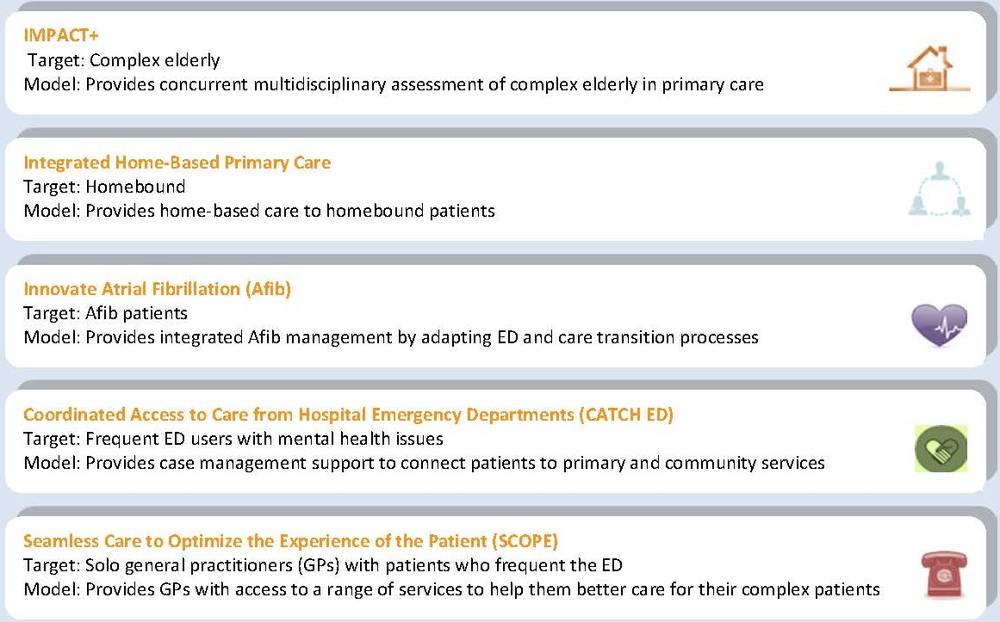 IMPACT+
Target: Complex elderly
Model: Provides concurrent multidisciplinary assessment of complex elderly in primary care
Integrated Home-Based Primary Care
Target: Homebound
Model: Provides home-based care to homebound patients
Innovate Atrial Fibrillation (Afib)
Target: Afib patients
Model: Provides integrated Afib management by adapting ED and care transition processes
Coordinated Access to Care from Hospital Emergency Departments (CATCH ED)
Target: Frequent ED users with mental health issues
Model: Provides case management support to connect patients to primary and community services
Seamless Care to Optimize the Experience of the Patient (SCOPE)
Target: Solo general practitioners (GPs) with patients who frequent the ED
Model: Provides GPs with access to a range of services to help them better care for their complex patients